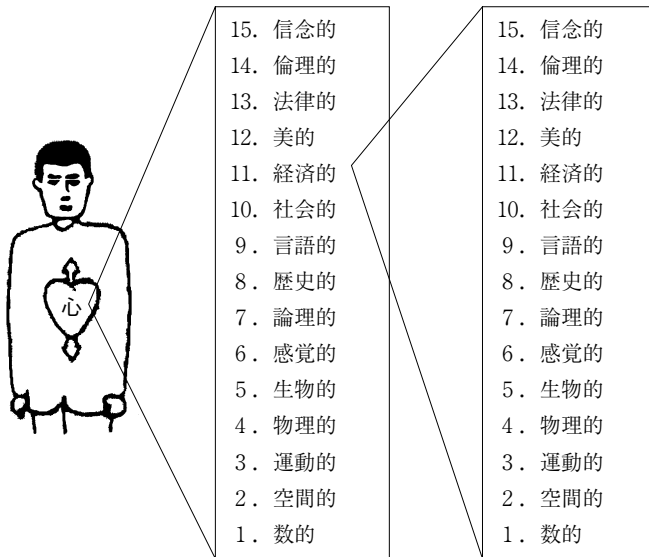 心
15. 信念的
14. 倫理的
13. 法律的
12. 美的
11. 経済的
10. 社会的
9. 言語的
8. 歴史的
7. 論理的
6. 感覚的
5. 生物的
4. 物理的
3. 運動的
2. 空間的
1. 数的
15. 信念的
14. 倫理的
13. 法律的
12. 美的
11. 経済的
10. 社会的
9. 言語的
8. 歴史的
7. 論理的
6. 感覚的
5. 生物的
4. 物理的
3. 運動的
2. 空間的
1. 数的